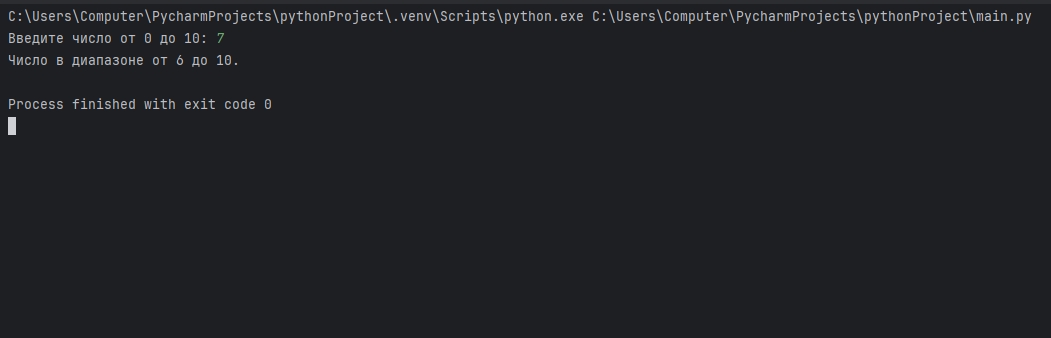 C:\Users\Computer\PycharmProjects\pythonProject\.venv\Scripts\python.exe C:\Users\Computer\PycharmProjects\pythonProject\main.py
Введите число от 0 до 10: 7
Число в диапазоне от 6 до 10.
Process finished with exit code 0